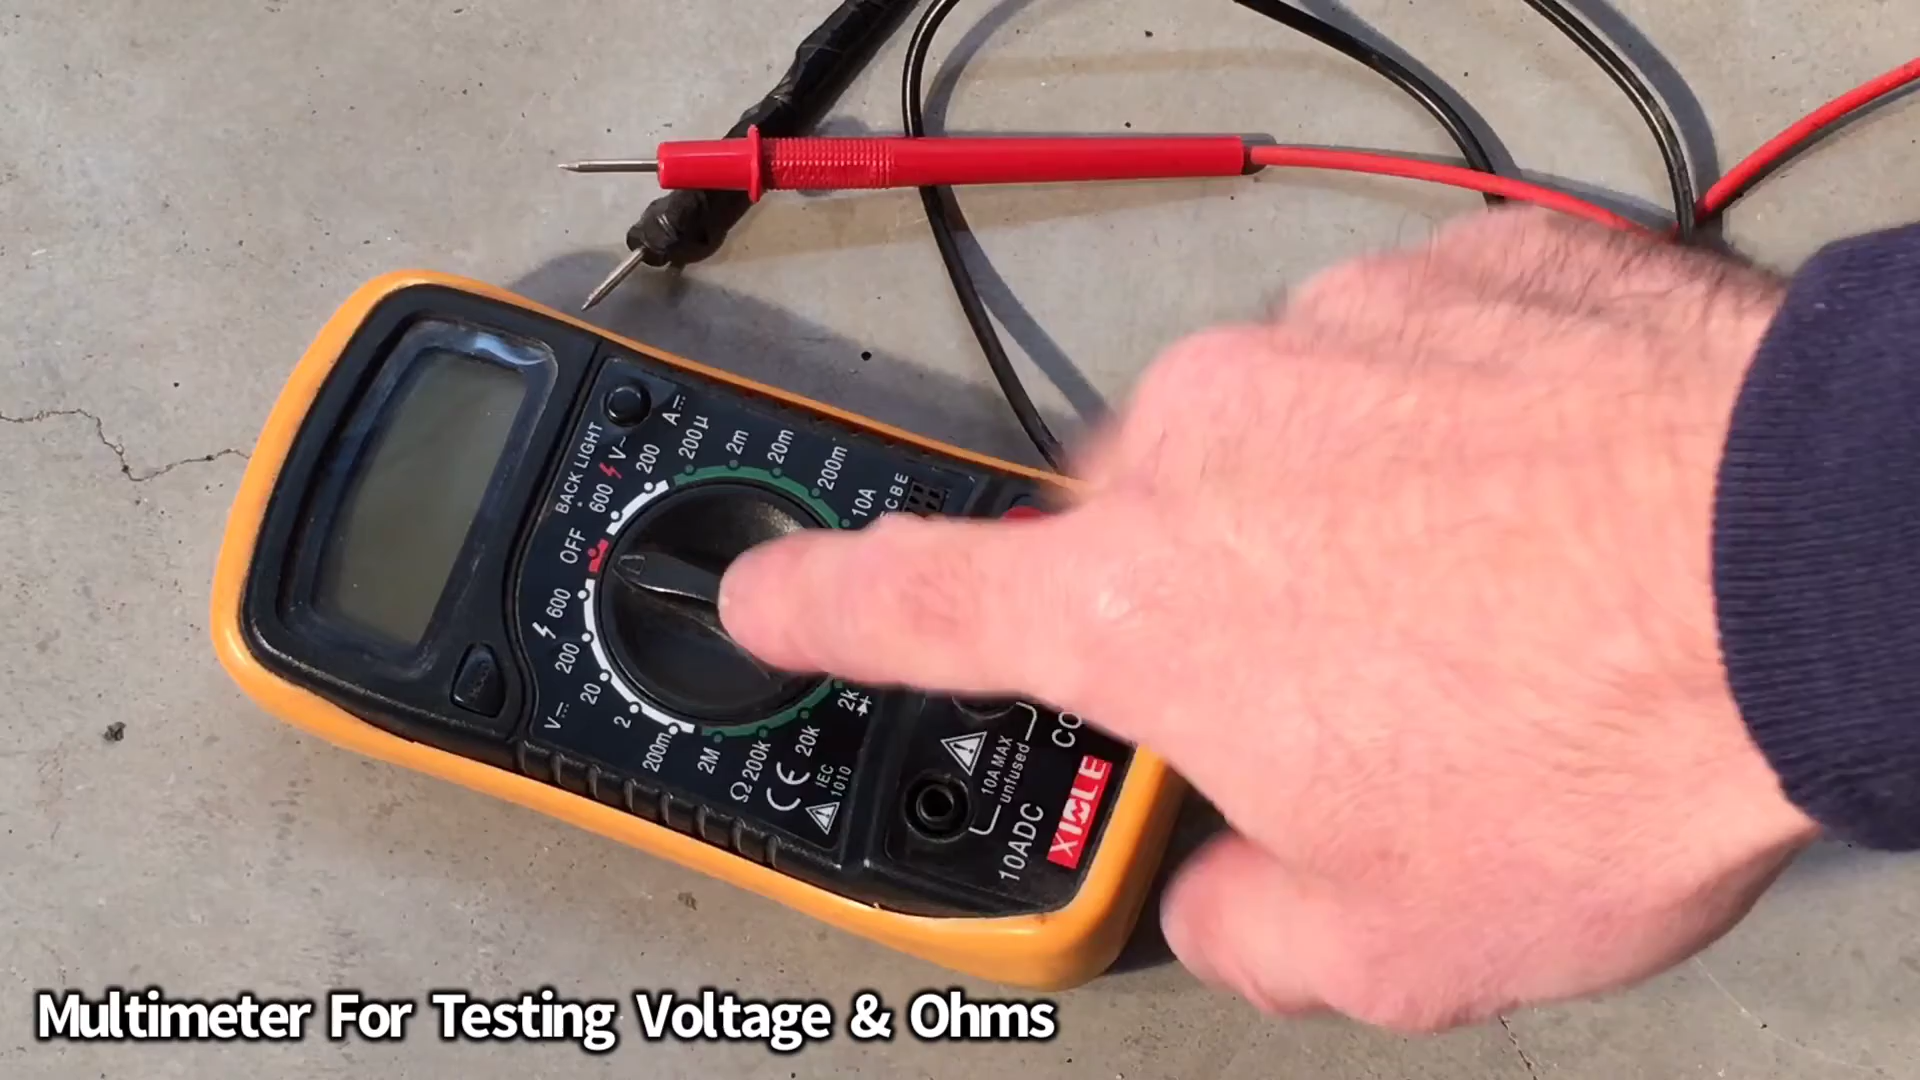 BACK LIGHT
A⎓
V~
600
200
200µ
2m
20m
200m
10A
CBE
OFF
600
200
20
2
200m
V⎓
2M
Ω
200k
20k
2k
CE
IEC
1010
10A MAX
unfused
10ADC
XINLE
Multimeter For Testing Voltage & Ohms